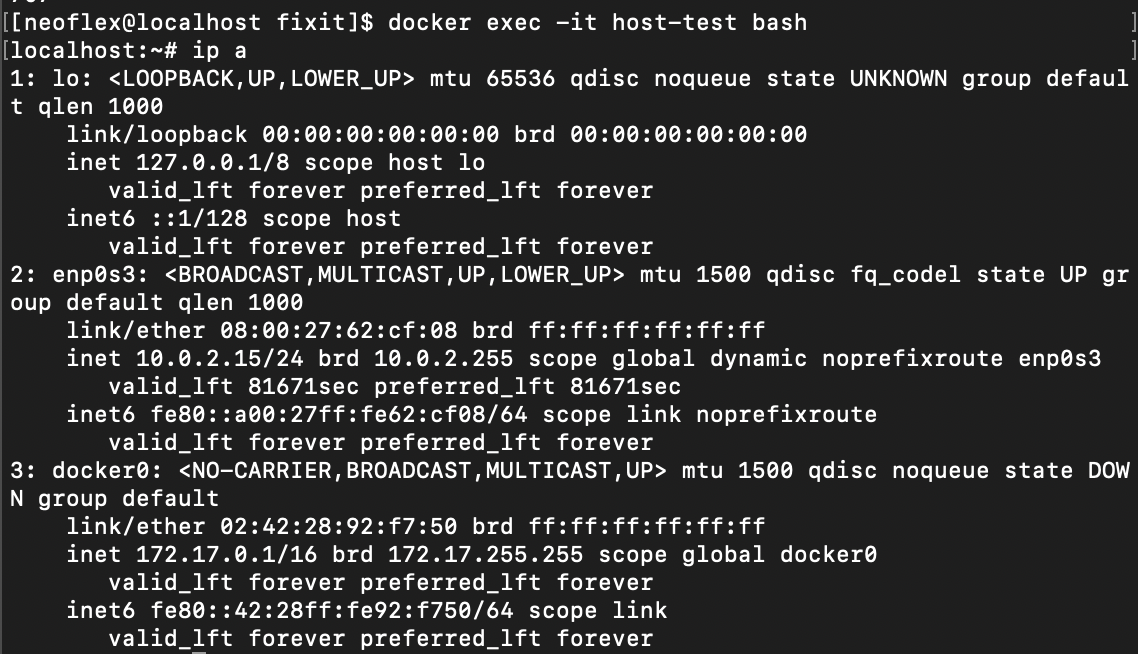 [[neoflex@localhost fixit]$ docker exec -it host-test bash ]
[localhost:~# ip a ]
1: lo: <LOOPBACK,UP,LOWER_UP> mtu 65536 qdisc noqueue state UNKNOWN group defaul
t qlen 1000
    link/loopback 00:00:00:00:00:00 brd 00:00:00:00:00:00
    inet 127.0.0.1/8 scope host lo
       valid_lft forever preferred_lft forever
    inet6 ::1/128 scope host
       valid_lft forever preferred_lft forever
2: enp0s3: <BROADCAST,MULTICAST,UP,LOWER_UP> mtu 1500 qdisc fq_codel state UP gr
oup default qlen 1000
    link/ether 08:00:27:62:cf:08 brd ff:ff:ff:ff:ff:ff
    inet 10.0.2.15/24 brd 10.0.2.255 scope global dynamic noprefixroute enp0s3
       valid_lft 81671sec preferred_lft 81671sec
    inet6 fe80::a00:27ff:fe62:cf08/64 scope link noprefixroute
       valid_lft forever preferred_lft forever
3: docker0: <NO-CARRIER,BROADCAST,MULTICAST,UP> mtu 1500 qdisc noqueue state DOW
N group default
    link/ether 02:42:28:92:f7:50 brd ff:ff:ff:ff:ff:ff
    inet 172.17.0.1/16 brd 172.17.255.255 scope global docker0
       valid_lft forever preferred_lft forever
    inet6 fe80::42:28ff:fe92:f750/64 scope link
       valid_lft forever preferred_lft forever